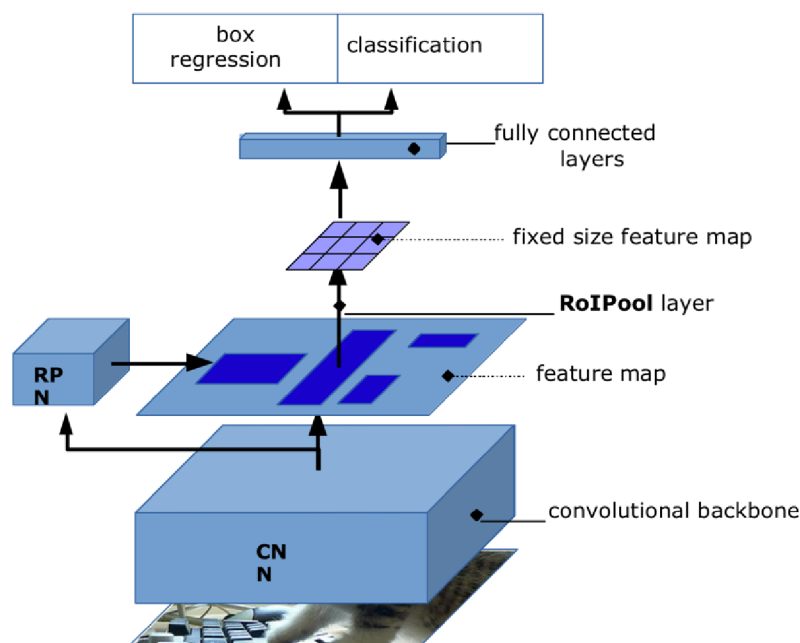 box
regression
classification
fully connected
layers
fixed size feature map
RoIPool layer
RP
N
feature map
convolutional backbone
CN
N